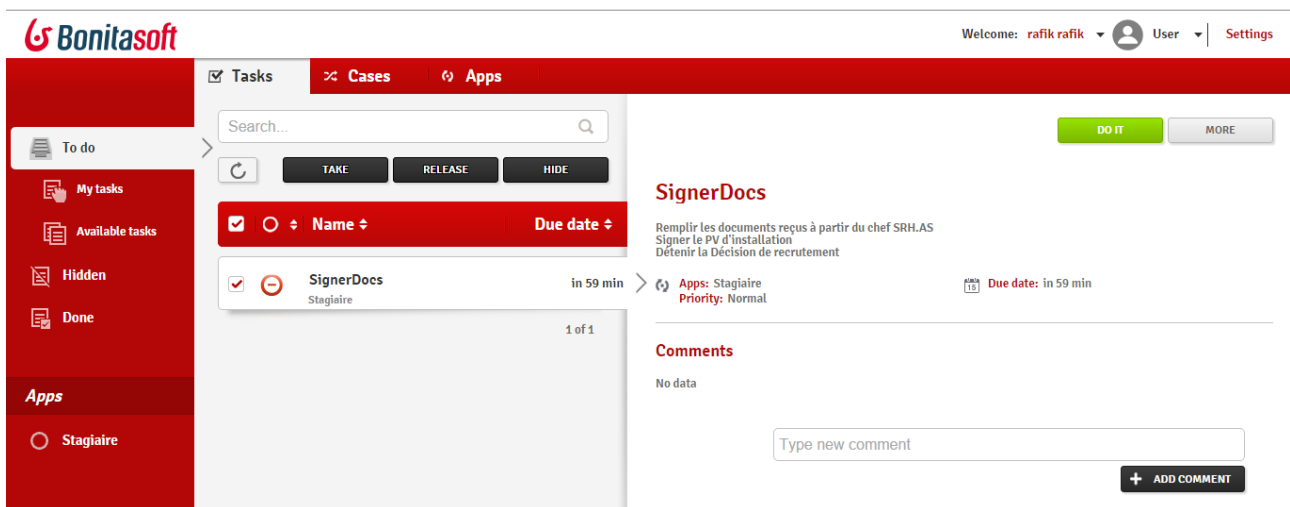 Bonitasoft
Welcome: rafik rafik User Settings
Tasks Cases Apps
To do
My tasks
Available tasks
Hidden
Done
Apps
Stagiaire
Search...
TAKE RELEASE HIDE
Name Due date
SignerDocs in 59 min
Stagiaire
1 of 1
DO IT MORE
SignerDocs
Remplir les documents reçus à partir du chef SRH.AS
Signer le PV d'installation
Détenir la Décision de recrutement
Apps: Stagiaire Due date: in 59 min
Priority: Normal
Comments
No data
Type new comment
+ ADD COMMENT